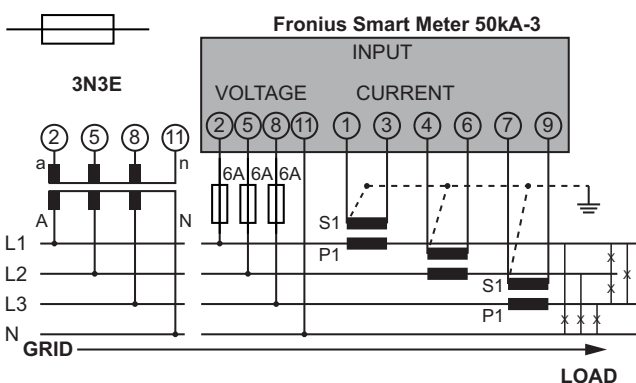 Fronius Smart Meter 50kA-3
INPUT
3N3E
VOLTAGE CURRENT
2 5 8 11 2 5 8 11 1 3 4 6 7 9
a n
6A 6A 6A
A N
S1
L1
P1
L2
S1
L3
P1
N
GRID
LOAD